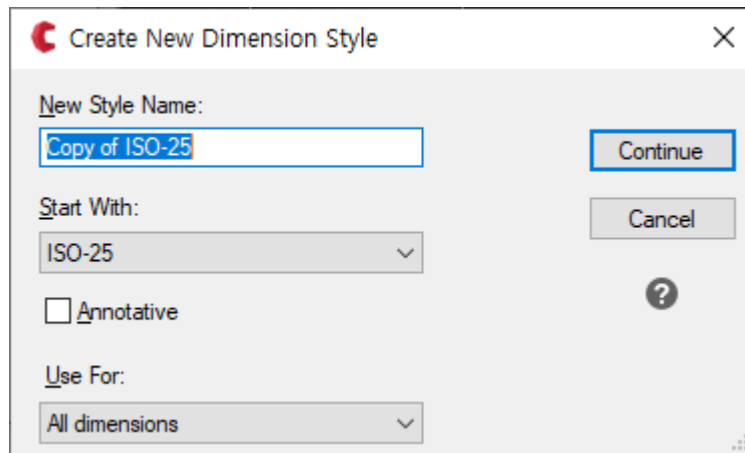 Create New Dimension Style
New Style Name:
Copy of ISO-25
Continue
Start With:
Cancel
ISO-25
Annotative
Use For:
All dimensions